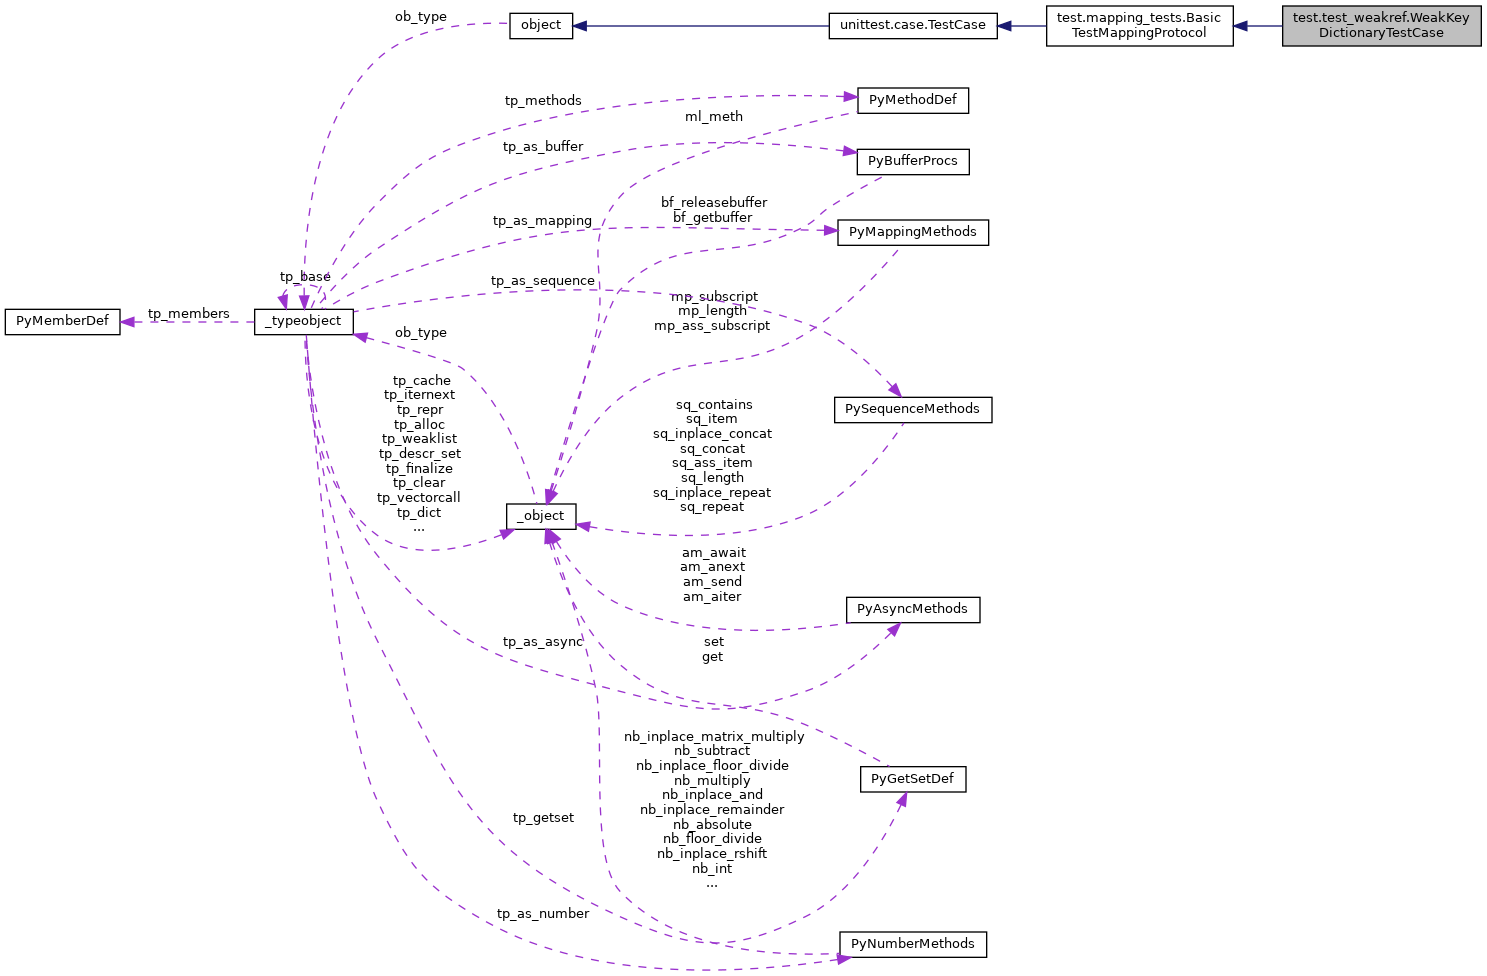 ob_type
object
unittest.case.TestCase
test.mapping_tests.Basic
TestMappingProtocol
test.test_weakref.WeakKey
DictionaryTestCase
tp_methods
PyMethodDef
ml_meth
tp_as_buffer
PyBufferProcs
bf_releasebuffer
bf_getbuffer
tp_as_mapping
PyMappingMethods
tp_base
tp_as_sequence
mp_subscript
mp_length
mp_ass_subscript
PyMemberDef
tp_members
_typeobject
ob_type
tp_cache
tp_iternext
tp_repr
tp_alloc
tp_weaklist
tp_descr_set
tp_finalize
tp_clear
tp_vectorcall
tp_dict
...
sq_contains
sq_item
sq_inplace_concat
sq_concat
sq_ass_item
sq_length
sq_inplace_repeat
sq_repeat
PySequenceMethods
_object
am_await
am_anext
am_send
am_aiter
PyAsyncMethods
tp_as_async
set
get
nb_inplace_matrix_multiply
nb_subtract
nb_inplace_floor_divide
nb_multiply
nb_inplace_and
nb_inplace_remainder
nb_absolute
nb_floor_divide
nb_inplace_rshift
nb_int
...
PyGetSetDef
tp_getset
tp_as_number
PyNumberMethods